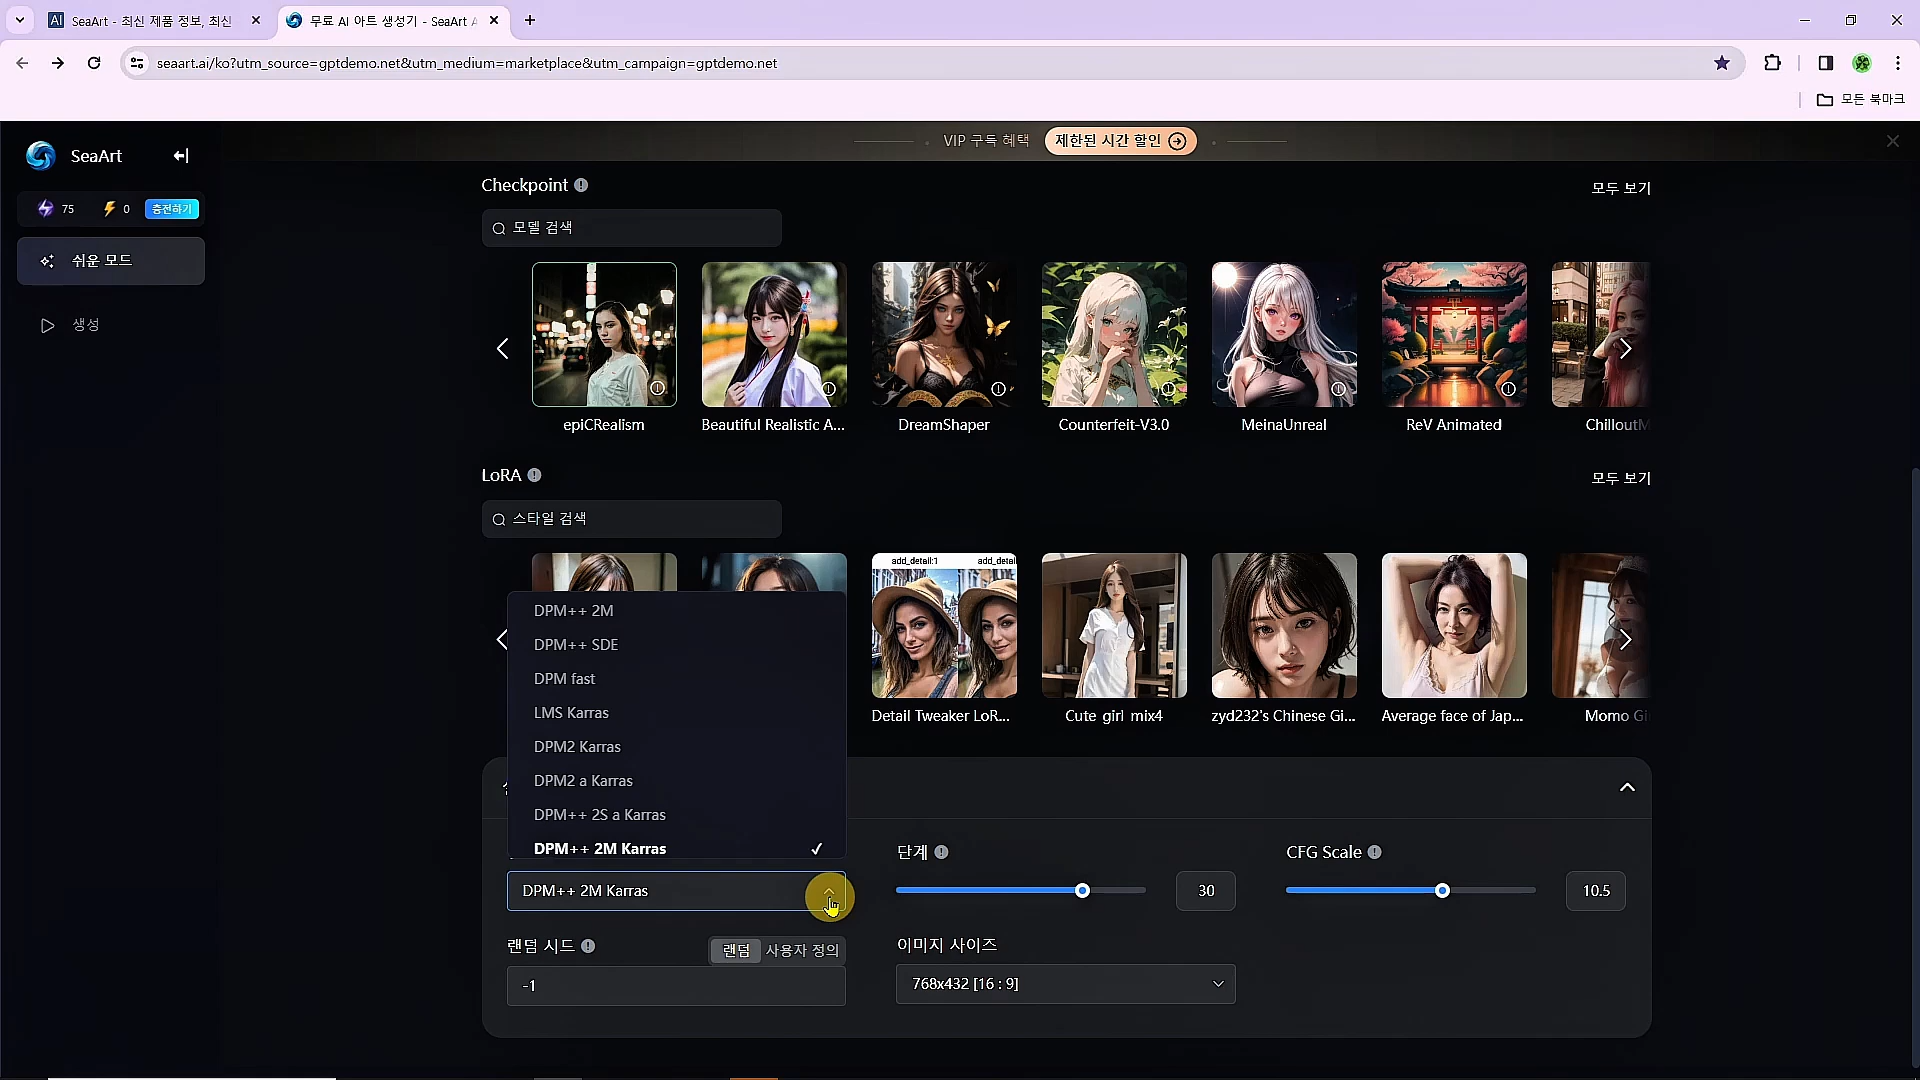 SeaArt - 최신 제품 정보, 최신
무료 AI 아트 생성기 - SeaArt A
seaart.ai/ko?utm_source=gptdemo.net&utm_medium=marketplace&utm_campaign=gptdemo.net
모든 북마크
VIP 구독 혜택
제한된 시간 할인
SeaArt
75
0
충전하기
쉬운 모드
생성
Checkpoint
모두 보기
모델 검색
epiCRealism
Beautiful Realistic A...
DreamShaper
Counterfeit-V3.0
MeinaUnreal
ReV Animated
ChilloutM
LoRA
모두 보기
스타일 검색
add_detail:1
add_detail
Detail Tweaker LoR...
Cute_girl_mix4
zyd232's Chinese Gi...
Average face of Jap...
Momo Gi
DPM++ 2M
DPM++ SDE
DPM fast
LMS Karras
DPM2 Karras
DPM2 a Karras
DPM++ 2S a Karras
DPM++ 2M Karras
DPM++ 2M Karras
단계
30
CFG Scale
10.5
랜덤 시드
랜덤
사용자 정의
-1
이미지 사이즈
768x432 [16 : 9]